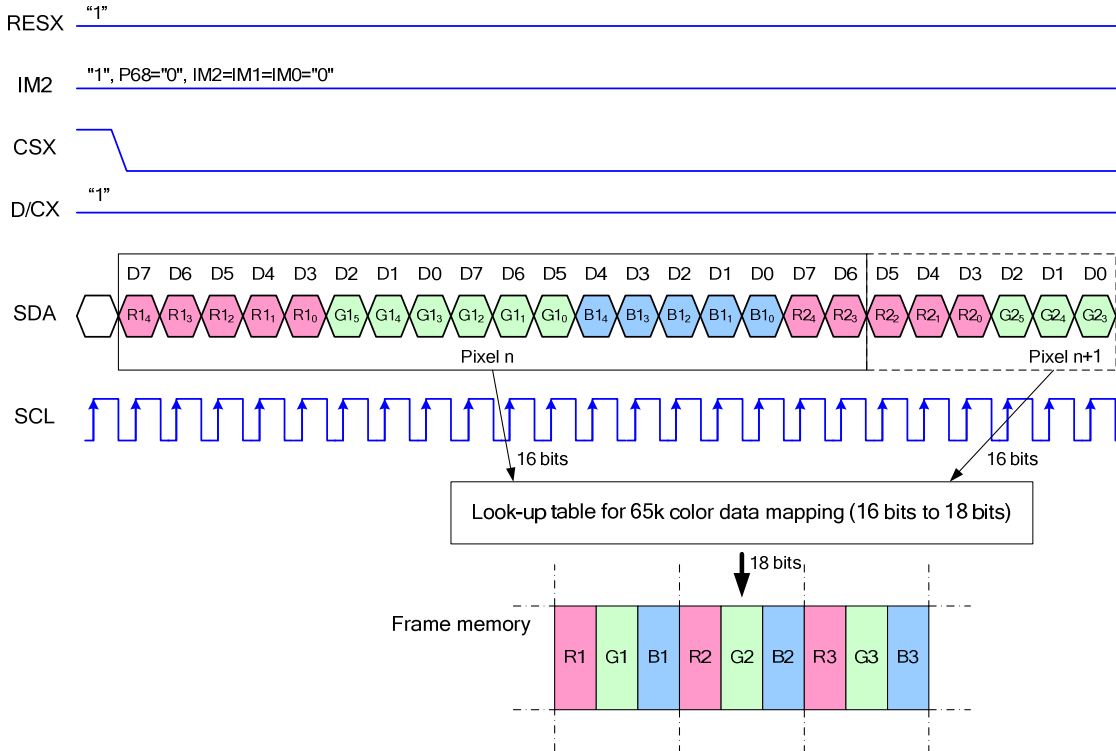 RESX “1”
IM2 "1", P68="0", IM2=IM1=IM0="0"
CSX
D/CX “1”
D7 D6 D5 D4 D3 D2 D1 D0 D7 D6 D5 D4 D3 D2 D1 D0 D7 D6 D5 D4 D3 D2 D1 D0
SDA R1₄ R1₃ R1₂ R1₁ R1₀ G1₅ G1₄ G1₃ G1₂ G1₁ G1₀ B1₄ B1₃ B1₂ B1₁ B1₀ R2₄ R2₃ R2₂ R2₁ R2₀ G2₅ G2₄ G2₃
Pixel n Pixel n+1
SCL
16 bits 16 bits
Look-up table for 65k color data mapping (16 bits to 18 bits)
18 bits
Frame memory
R1 G1 B1 R2 G2 B2 R3 G3 B3